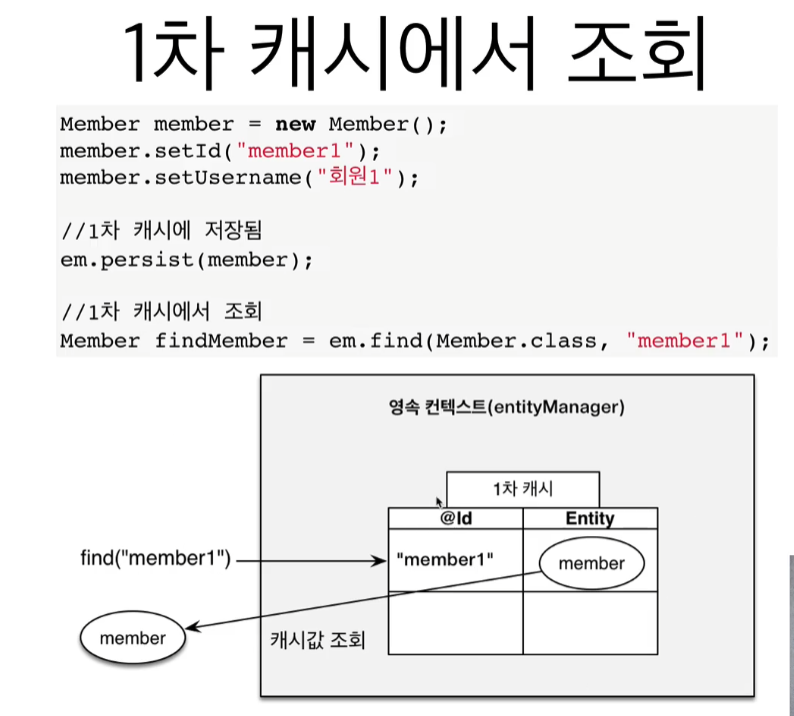 1차 캐시에서 조회
Member member = new Member();
member.setId("member1");
member.setUsername("회원1");
//1차 캐시에 저장됨
em.persist(member);
//1차 캐시에서 조회
Member findMember = em.find(Member.class, "member1");
영속 컨텍스트(entityManager)
1차 캐시
@Id Entity
find("member1") "member1" member
member 캐시값 조회